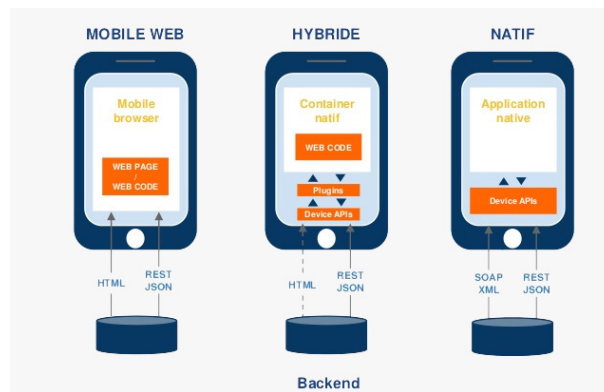 MOBILE WEB
HYBRIDE
NATIF
Mobile
browser
WEB PAGE
/
WEB CODE
Container
natif
WEB CODE
Plugins
Device APIs
Application
native
Device APIs
HTML
REST
JSON
HTML
REST
JSON
SOAP
XML
REST
JSON
Backend